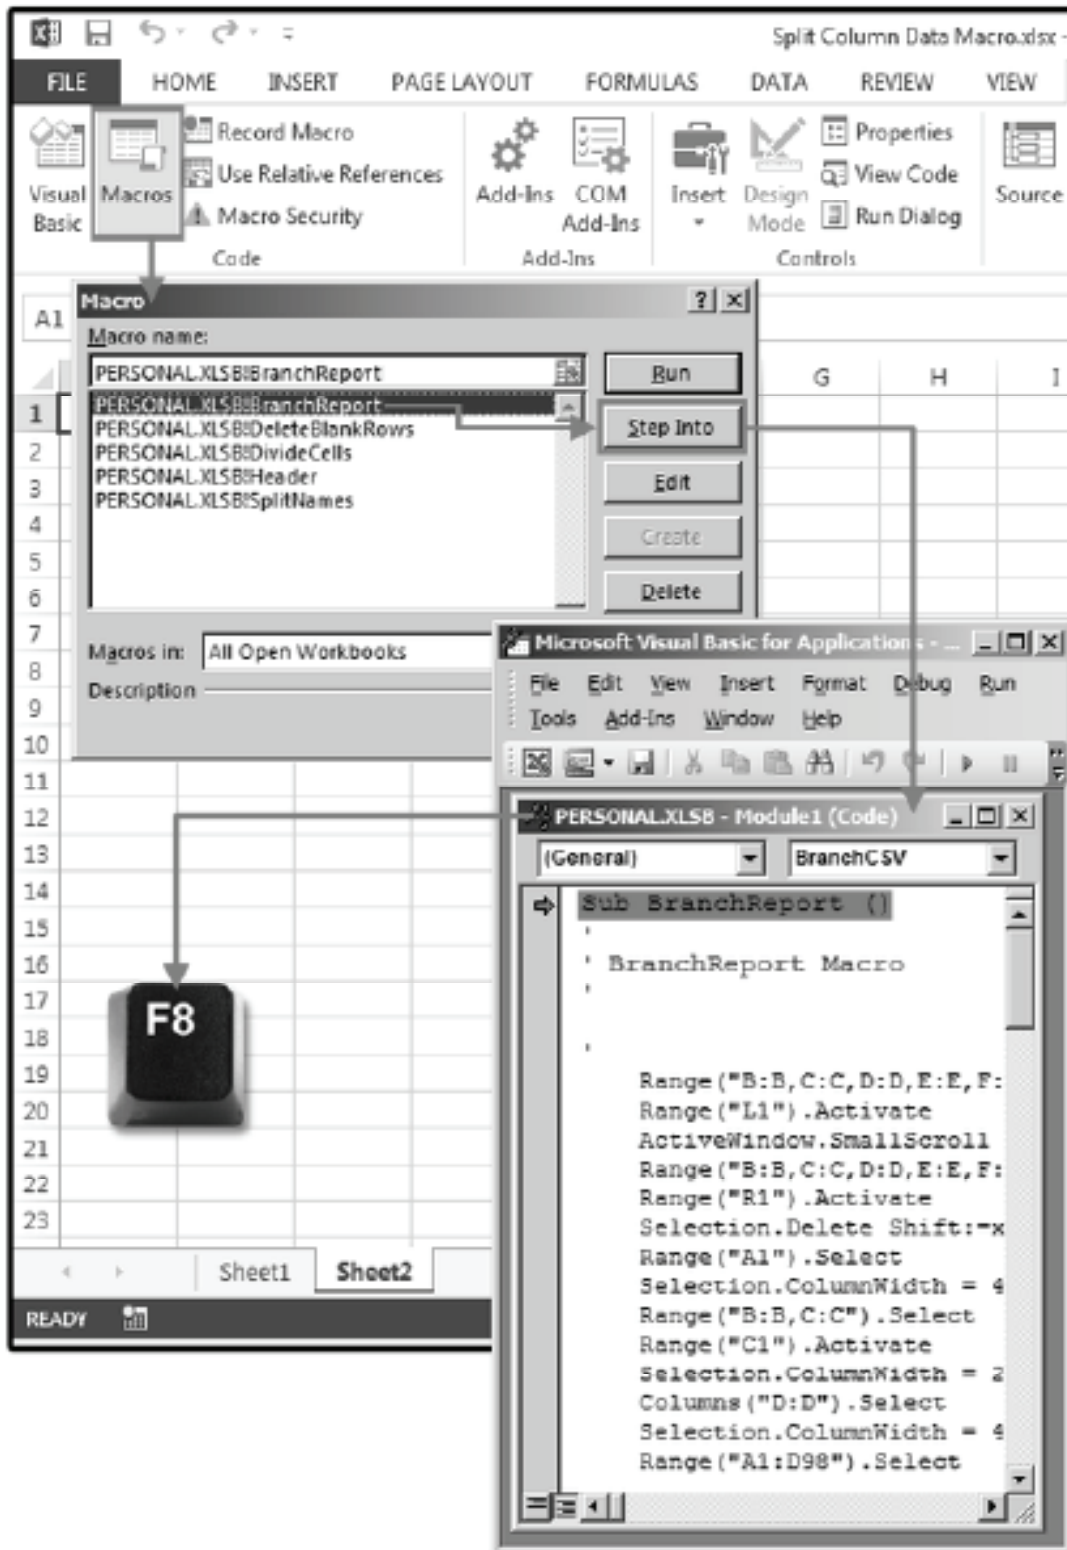 Split Column Data Macro.xlsx -
FILE HOME INSERT PAGE LAYOUT FORMULAS DATA REVIEW VIEW
Visual Basic
Macros
Record Macro
Use Relative References
Macro Security
Code
Add-Ins
COM Add-Ins
Add-Ins
Insert
Design Mode
Properties
View Code
Run Dialog
Controls
Source
A1
Macro
Macro name:
PERSONAL.XLSB!BranchReport
PERSONAL.XLSB!BranchReport
PERSONAL.XLSB!DeleteBlankRows
PERSONAL.XLSB!DivideCells
PERSONAL.XLSB!Header
PERSONAL.XLSB!SplitNames
Run
Step Into
Edit
Create
Delete
Macros in: All Open Workbooks
Description
G H I
1
2
3
4
5
6
7
8
9
10
11
12
13
14
15
16
17
18
19
20
21
22
23
F8
Microsoft Visual Basic for Applications - ...
File Edit View Insert Format Debug Run
Tools Add-Ins Window Help
PERSONAL.XLSB - Module1 (Code)
(General) BranchCSV
Sub BranchReport ()
'
' BranchReport Macro
'
'
Range("B:B,C:C,D:D,E:E,F:
Range("L1").Activate
ActiveWindow.SmallScroll
Range("B:B,C:C,D:D,E:E,F:
Range("R1").Activate
Selection.Delete Shift:=x
Range("A1").Select
Selection.ColumnWidth = 4
Range("B:B,C:C").Select
Range("C1").Activate
Selection.ColumnWidth = 2
Columns("D:D").Select
Selection.ColumnWidth = 4
Range("A1:D98").Select
Sheet1 Sheet2
READY